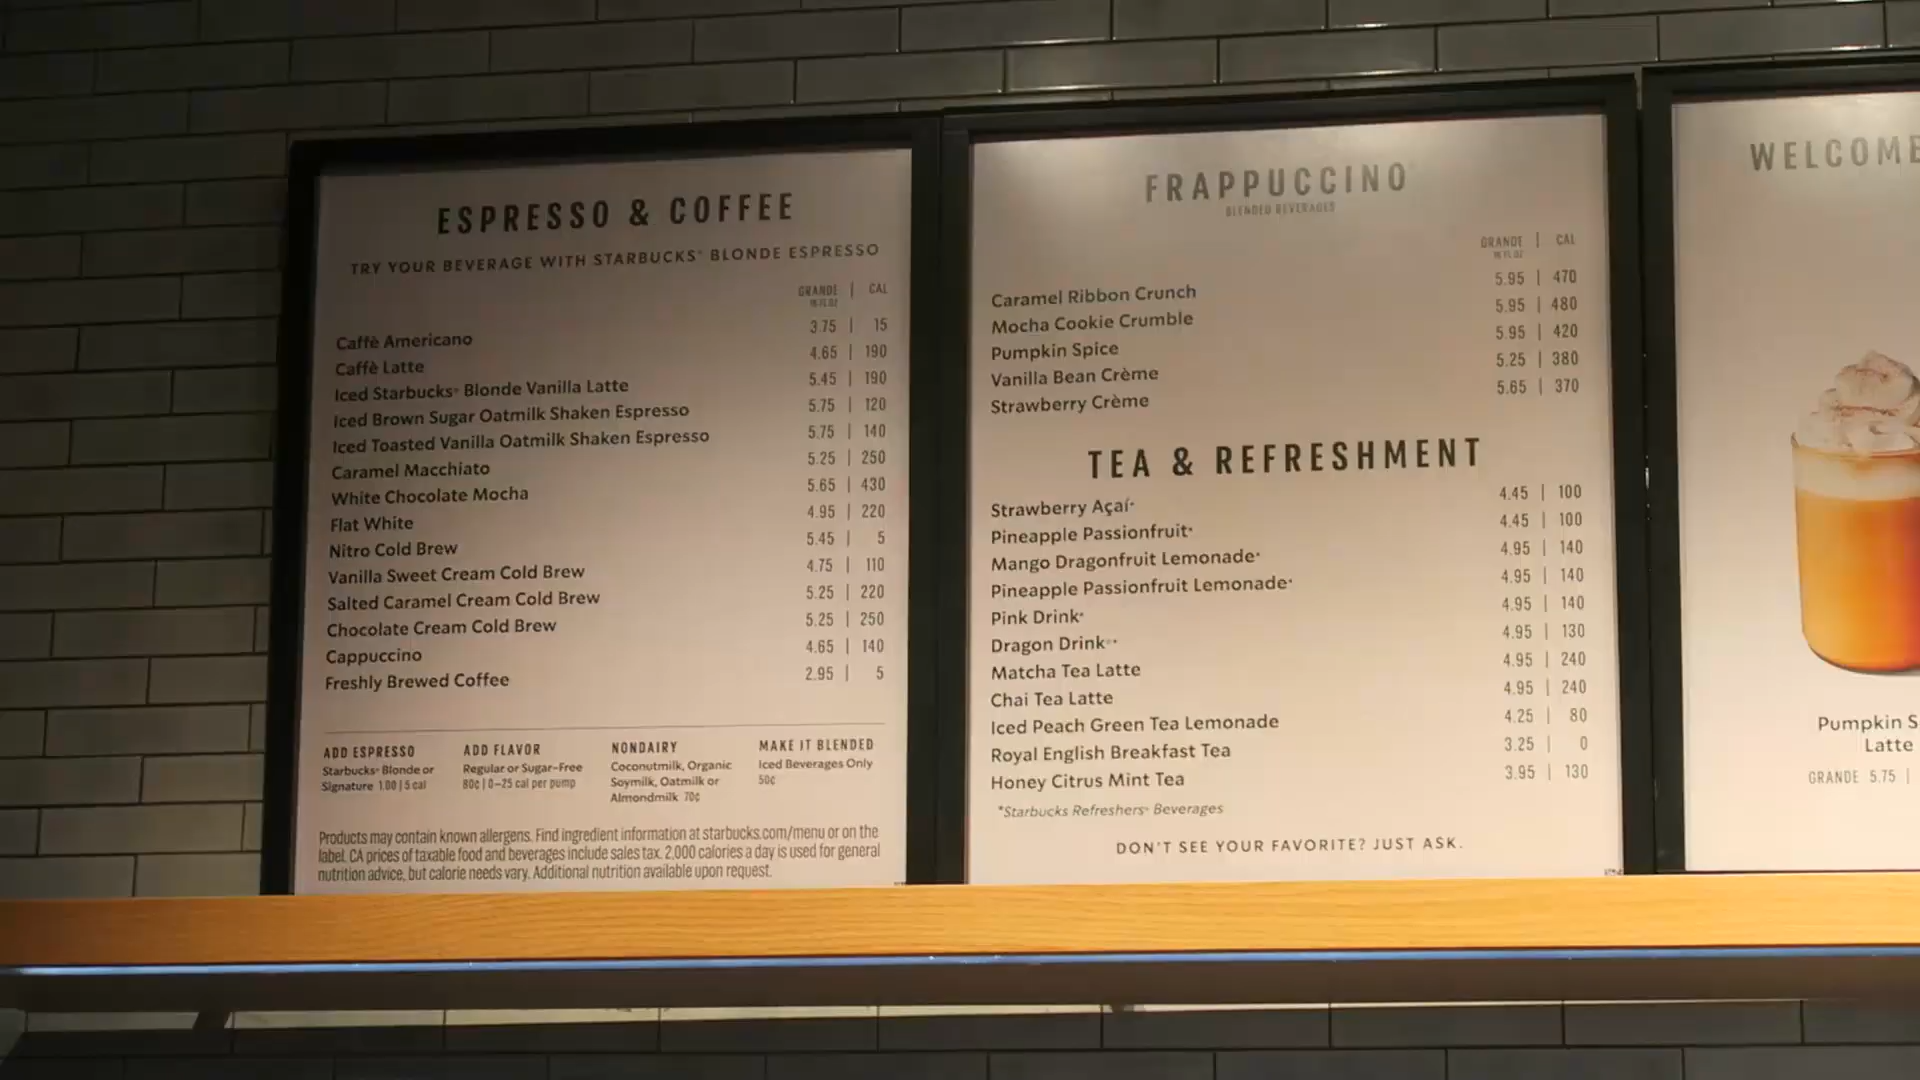 ESPRESSO & COFFEE
TRY YOUR BEVERAGE WITH STARBUCKS® BLONDE ESPRESSO
GRANDE | CAL
16 FL OZ
Caffè Americano 3.75 | 15
Caffè Latte 4.65 | 190
Iced Starbucks® Blonde Vanilla Latte 5.45 | 190
Iced Brown Sugar Oatmilk Shaken Espresso 5.75 | 120
Iced Toasted Vanilla Oatmilk Shaken Espresso 5.75 | 140
Caramel Macchiato 5.25 | 250
White Chocolate Mocha 5.65 | 430
Flat White 4.95 | 220
Nitro Cold Brew 5.45 | 5
Vanilla Sweet Cream Cold Brew 4.75 | 110
Salted Caramel Cream Cold Brew 5.25 | 220
Chocolate Cream Cold Brew 5.25 | 250
Cappuccino 4.65 | 140
Freshly Brewed Coffee 2.95 | 5
ADD ESPRESSO
Starbucks® Blonde or
Signature 1.00 | 5 cal
ADD FLAVOR
Regular or Sugar-Free
80¢ | 0–25 cal per pump
NONDAIRY
Coconutmilk, Organic
Soymilk, Oatmilk or
Almondmilk 70¢
MAKE IT BLENDED
Iced Beverages Only
50¢
Products may contain known allergens. Find ingredient information at starbucks.com/menu or on the
label. CA prices of taxable food and beverages include sales tax. 2,000 calories a day is used for general
nutrition advice, but calorie needs vary. Additional nutrition available upon request.
FRAPPUCCINO®
BLENDED BEVERAGES
GRANDE | CAL
16 FL OZ
Caramel Ribbon Crunch 5.95 | 470
Mocha Cookie Crumble 5.95 | 480
Pumpkin Spice 5.95 | 420
Vanilla Bean Crème 5.25 | 380
Strawberry Crème 5.65 | 370
TEA & REFRESHMENT
Strawberry Açaí* 4.45 | 100
Pineapple Passionfruit* 4.45 | 100
Mango Dragonfruit Lemonade* 4.95 | 140
Pineapple Passionfruit Lemonade* 4.95 | 140
Pink Drink* 4.95 | 140
Dragon Drink®* 4.95 | 130
Matcha Tea Latte 4.95 | 240
Chai Tea Latte 4.95 | 240
Iced Peach Green Tea Lemonade 4.25 | 80
Royal English Breakfast Tea 3.25 | 0
Honey Citrus Mint Tea 3.95 | 130
*Starbucks Refreshers® Beverages
DON'T SEE YOUR FAVORITE? JUST ASK.
WELCOME
Pumpkin S
Latte
GRANDE 5.75 |